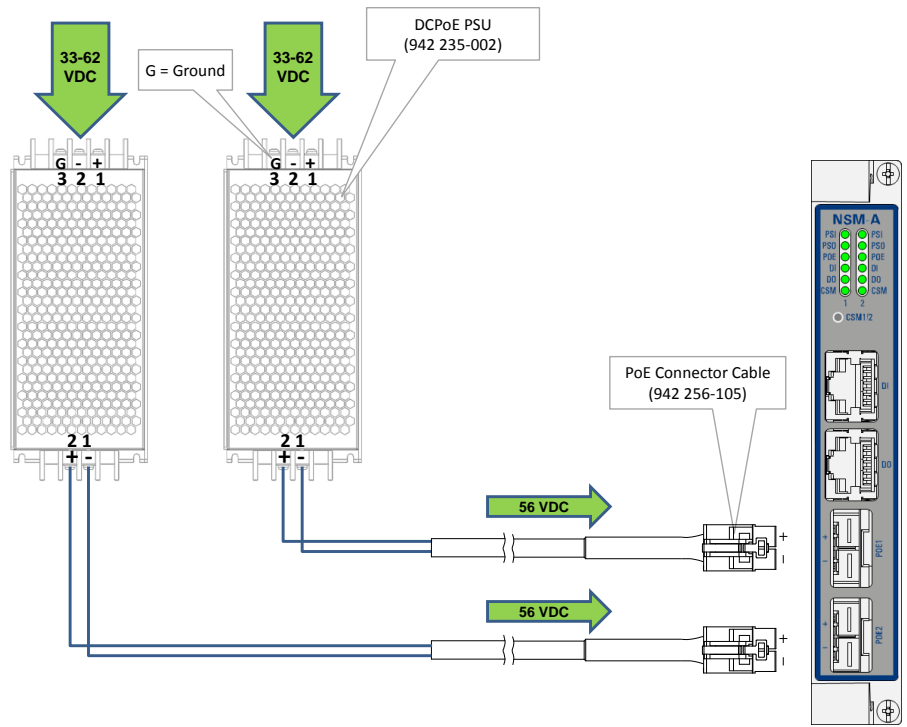 33-62
VDC
33-62
VDC
DCPoE PSU
(942 235-002)
G = Ground
G - +
3 2 1
G - +
3 2 1
2 1
+ -
2 1
+ -
56 VDC
56 VDC
PoE Connector Cable
(942 256-105)
+
-
+
-
NSM-A
PSI PSI
PSO PSO
POE POE
DI DI
DO DO
CSM CSM
1 2
CSM1/2
DI
DO
+
-
POE1
+
-
POE2